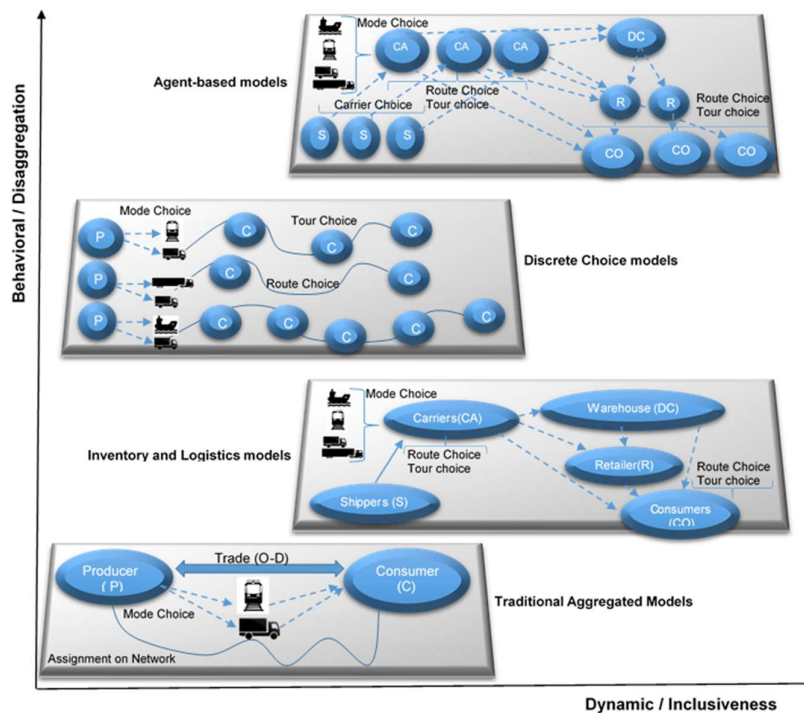 Behavioral / Disaggregation
Agent-based models
Mode Choice
CA
CA
CA
DC
Route Choice
Tour choice
Carrier Choice
S
S
S
R
R
Route Choice
Tour choice
CO
CO
CO
Mode Choice
Tour Choice
P
C
C
C
P
C
Route Choice
C
P
C
C
C
C
C
Discrete Choice models
Mode Choice
Carriers(CA)
Warehouse (DC)
Inventory and Logistics models
Route Choice
Tour choice
Retailer(R)
Route Choice
Tour choice
Shippers (S)
Consumers
(CO)
Trade (O-D)
Producer
( P)
Consumer
(C)
Mode Choice
Traditional Aggregated Models
Assignment on Network
Dynamic / Inclusiveness